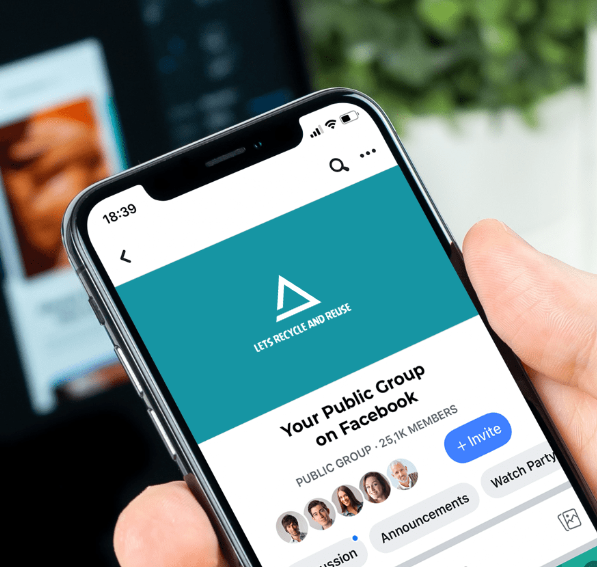 18:39
LETS RECYCLE AND REUSE
Your Public Group
on Facebook
PUBLIC GROUP · 25,1K MEMBERS
+ Invite
ussion
Announcements
Watch Party